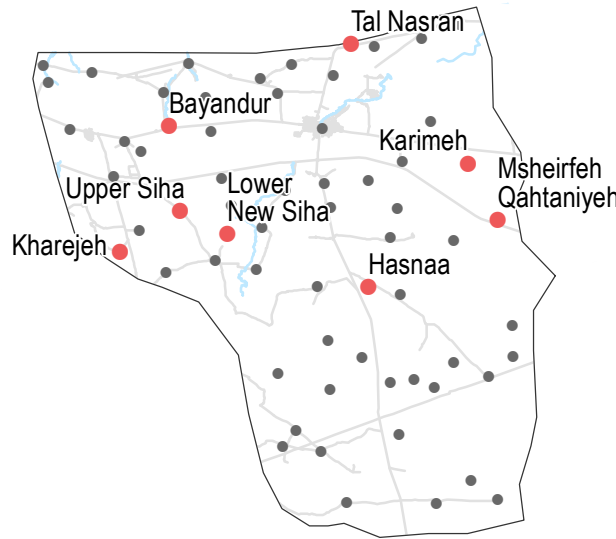 Tal Nasran
Bayandur
Karimeh
Msheirfeh
Qahtaniyeh
Upper Siha
Lower
New Siha
Kharejeh
Hasnaa